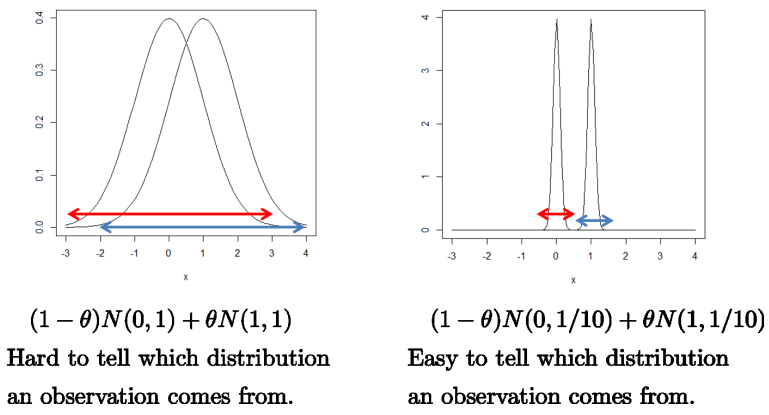 0.4
0.3
0.2
0.1
0.0
-3 -2 -1 0 1 2 3 4
x
4
3
2
1
0
-3 -2 -1 0 1 2 3 4
x
(1 − θ)N(0, 1) + θN(1, 1)
Hard to tell which distribution
an observation comes from.
(1 − θ)N(0, 1/10) + θN(1, 1/10)
Easy to tell which distribution
an observation comes from.